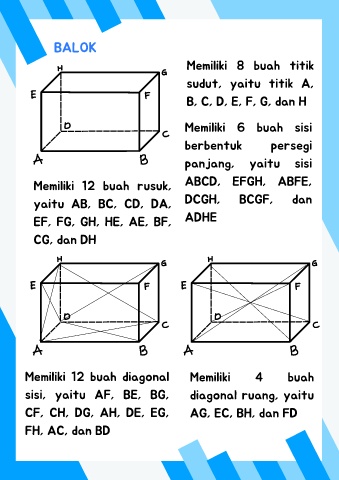 BALOK
H
G
E
F
D
C
A
B
Memiliki 8 buah titik
sudut, yaitu titik A,
B, C, D, E, F, G, dan H
Memiliki 6 buah sisi
berbentuk persegi
panjang, yaitu sisi
ABCD, EFGH, ABFE,
DCGH, BCGF, dan
ADHE
Memiliki 12 buah rusuk,
yaitu AB, BC, CD, DA,
EF, FG, GH, HE, AE, BF,
CG, dan DH
H
G
E
F
D
C
A
B
Memiliki 12 buah diagonal
sisi, yaitu AF, BE, BG,
CF, CH, DG, AH, DE, EG,
FH, AC, dan BD
H
G
E
F
D
C
A
B
Memiliki 4 buah
diagonal ruang, yaitu
AG, EC, BH, dan FD